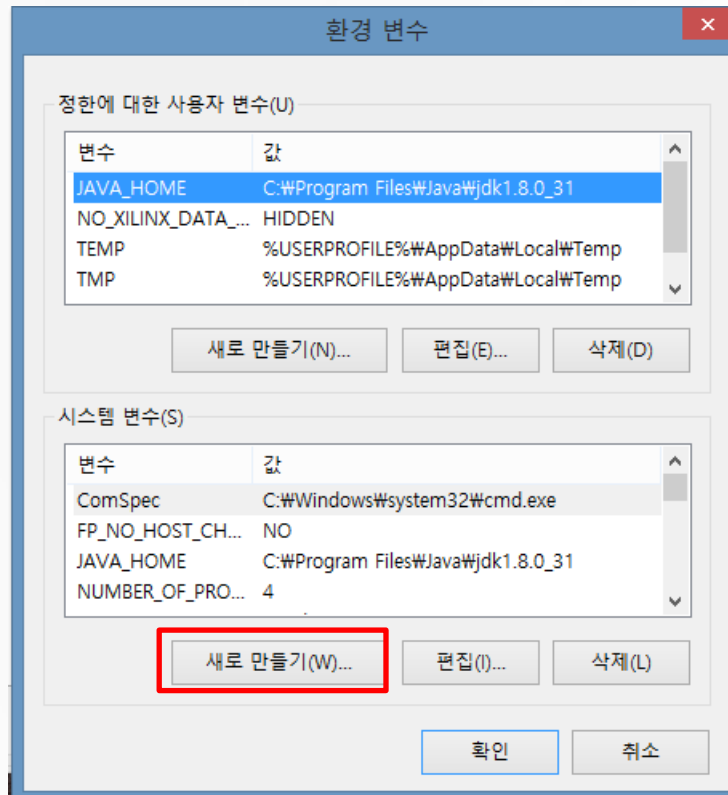 환경 변수
정한에 대한 사용자 변수(U)
변수 값
JAVA_HOME C:₩Program Files₩Java₩jdk1.8.0_31
NO_XILINX_DATA_... HIDDEN
TEMP %USERPROFILE%₩AppData₩Local₩Temp
TMP %USERPROFILE%₩AppData₩Local₩Temp
새로 만들기(N)... 편집(E)... 삭제(D)
시스템 변수(S)
변수 값
ComSpec C:₩Windows₩system32₩cmd.exe
FP_NO_HOST_CH... NO
JAVA_HOME C:₩Program Files₩Java₩jdk1.8.0_31
NUMBER_OF_PRO... 4
새로 만들기(W)... 편집(I)... 삭제(L)
확인 취소